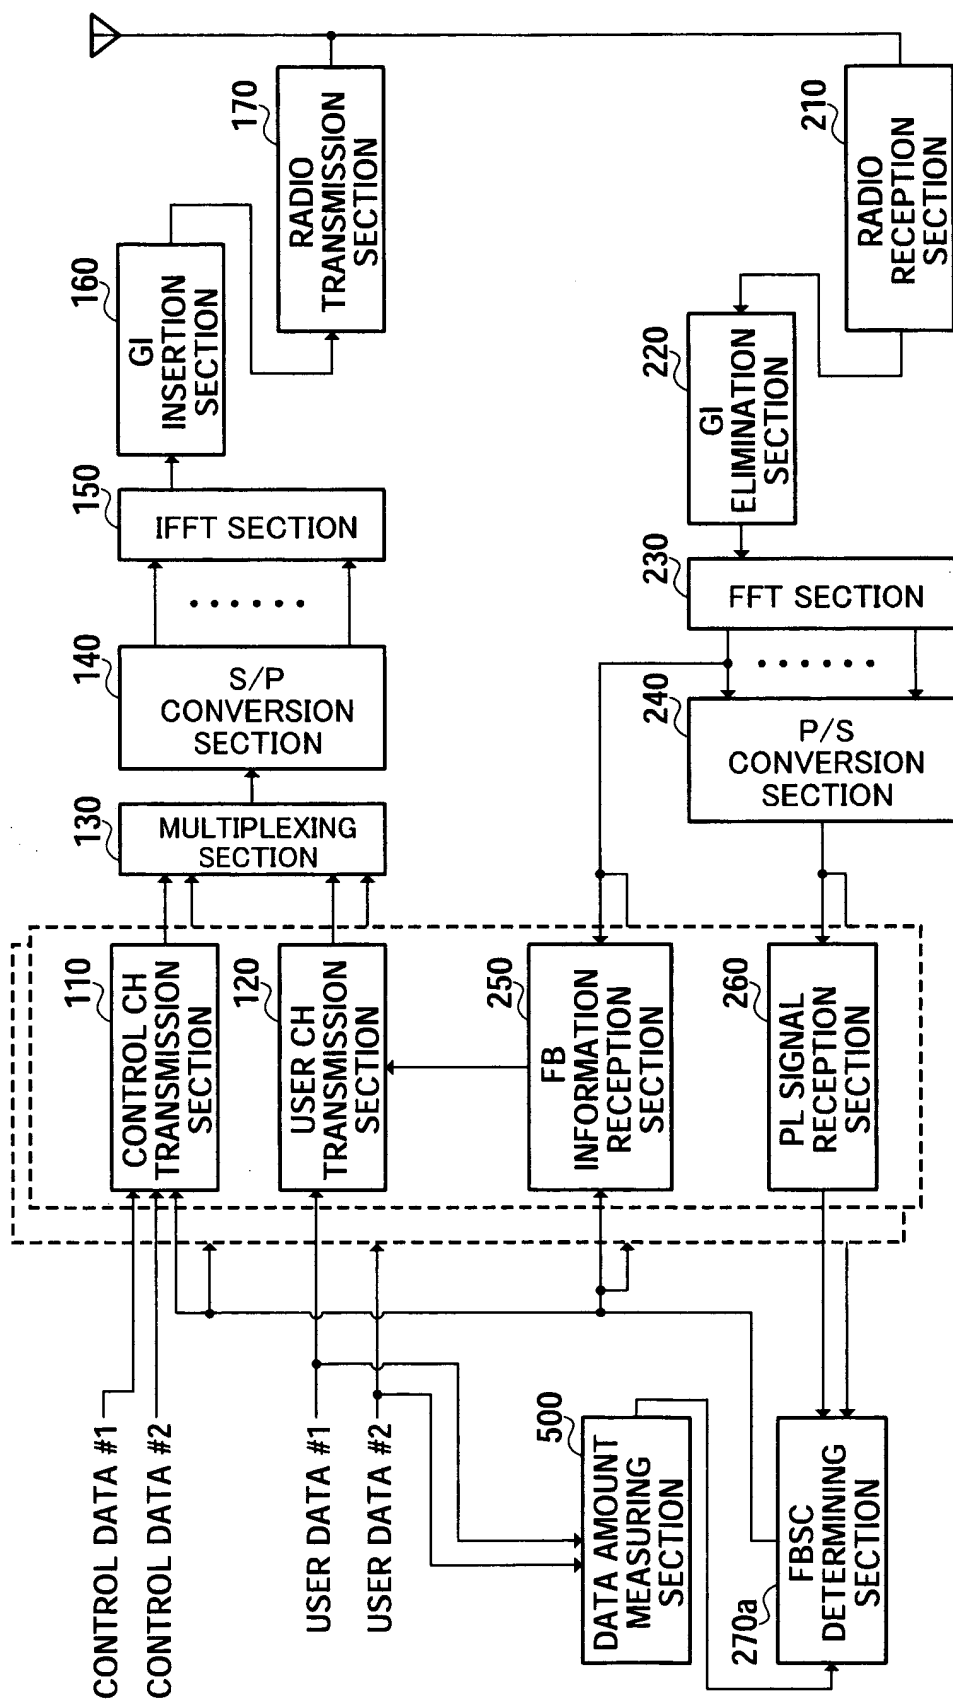 CONTROL DATA #1
CONTROL DATA #2
USER DATA #1
USER DATA #2
110
CONTROL CH
TRANSMISSION
SECTION
120
USER CH
TRANSMISSION
SECTION
130
MULTIPLEXING
SECTION
140
S/P
CONVERSION
SECTION
150
IFFT SECTION
160
GI
INSERTION
SECTION
170
RADIO
TRANSMISSION
SECTION
210
RADIO
RECEPTION
SECTION
220
GI
ELIMINATION
SECTION
230
FFT SECTION
240
P/S
CONVERSION
SECTION
250
FB
INFORMATION
RECEPTION
SECTION
260
PL SIGNAL
RECEPTION
SECTION
500
DATA AMOUNT
MEASURING
SECTION
270a
FBSC
DETERMINING
SECTION